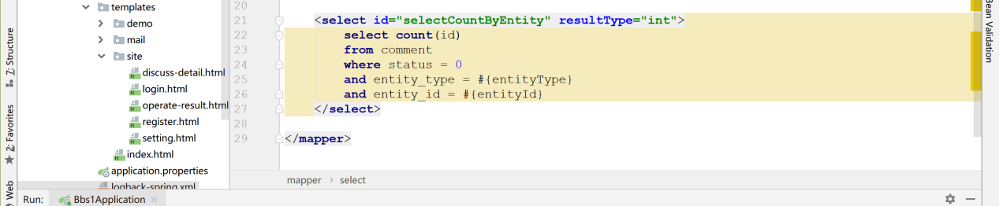 templates
demo
mail
site
discuss-detail.html
login.html
operate-result.html
register.html
setting.html
index.html
application.properties
logback-spring.xml
7: Structure
2: Favorites
Web
20
21 <select id="selectCountByEntity" resultType="int">
22 select count(id)
23 from comment
24 where status = 0
25 and entity_type = #{entityType}
26 and entity_id = #{entityId}
27 </select>
28
29 </mapper>
mapper › select
Bean Validation
Run: Bbs1Application